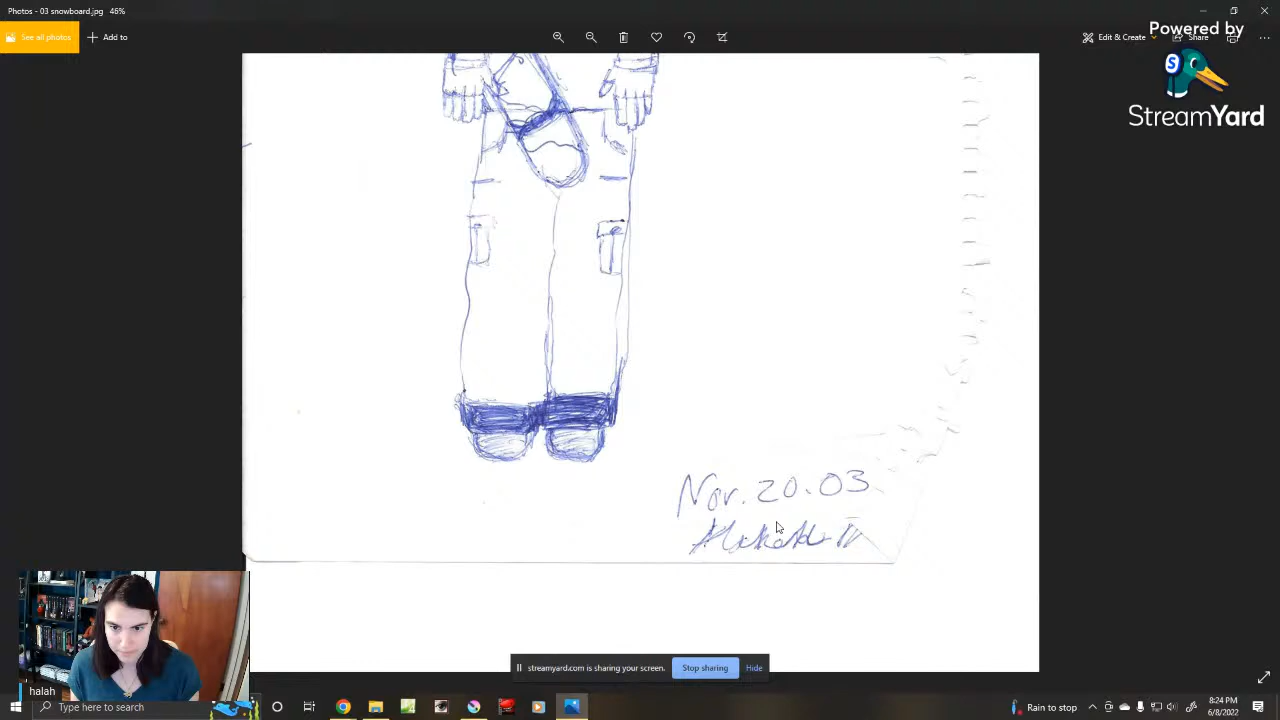 Photos - 03 snowboard.jpg 46%
See all photos
Add to
Edit & Create
Share
Powered by
S
StreamYard
Nov. 20. 03
halah
streamyard.com is sharing your screen.
Stop sharing
Hide
Type here to search
Rain to stop
8:24 PM
6/8/2022